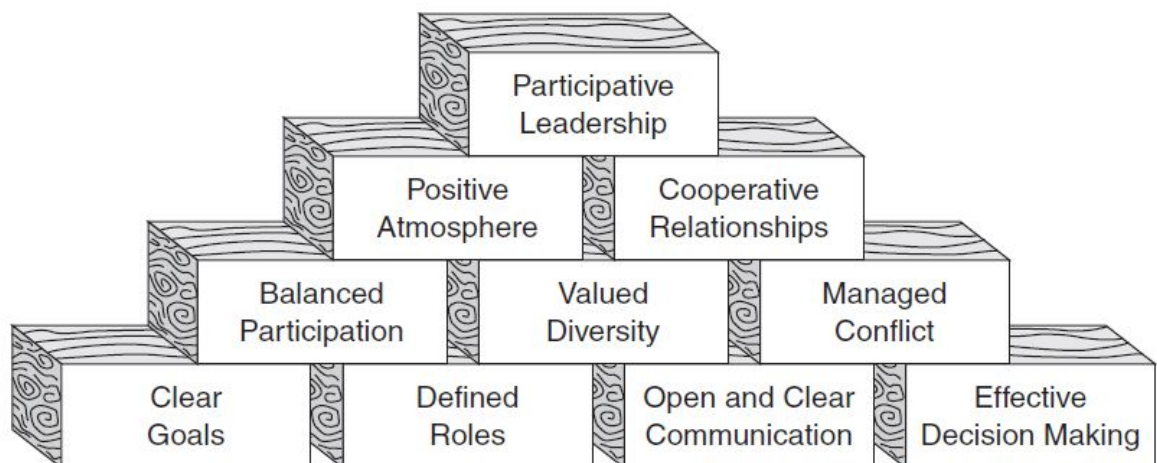 Participative
Leadership
Positive
Atmosphere
Cooperative
Relationships
Balanced
Participation
Valued
Diversity
Managed
Conflict
Clear
Goals
Defined
Roles
Open and Clear
Communication
Effective
Decision Making